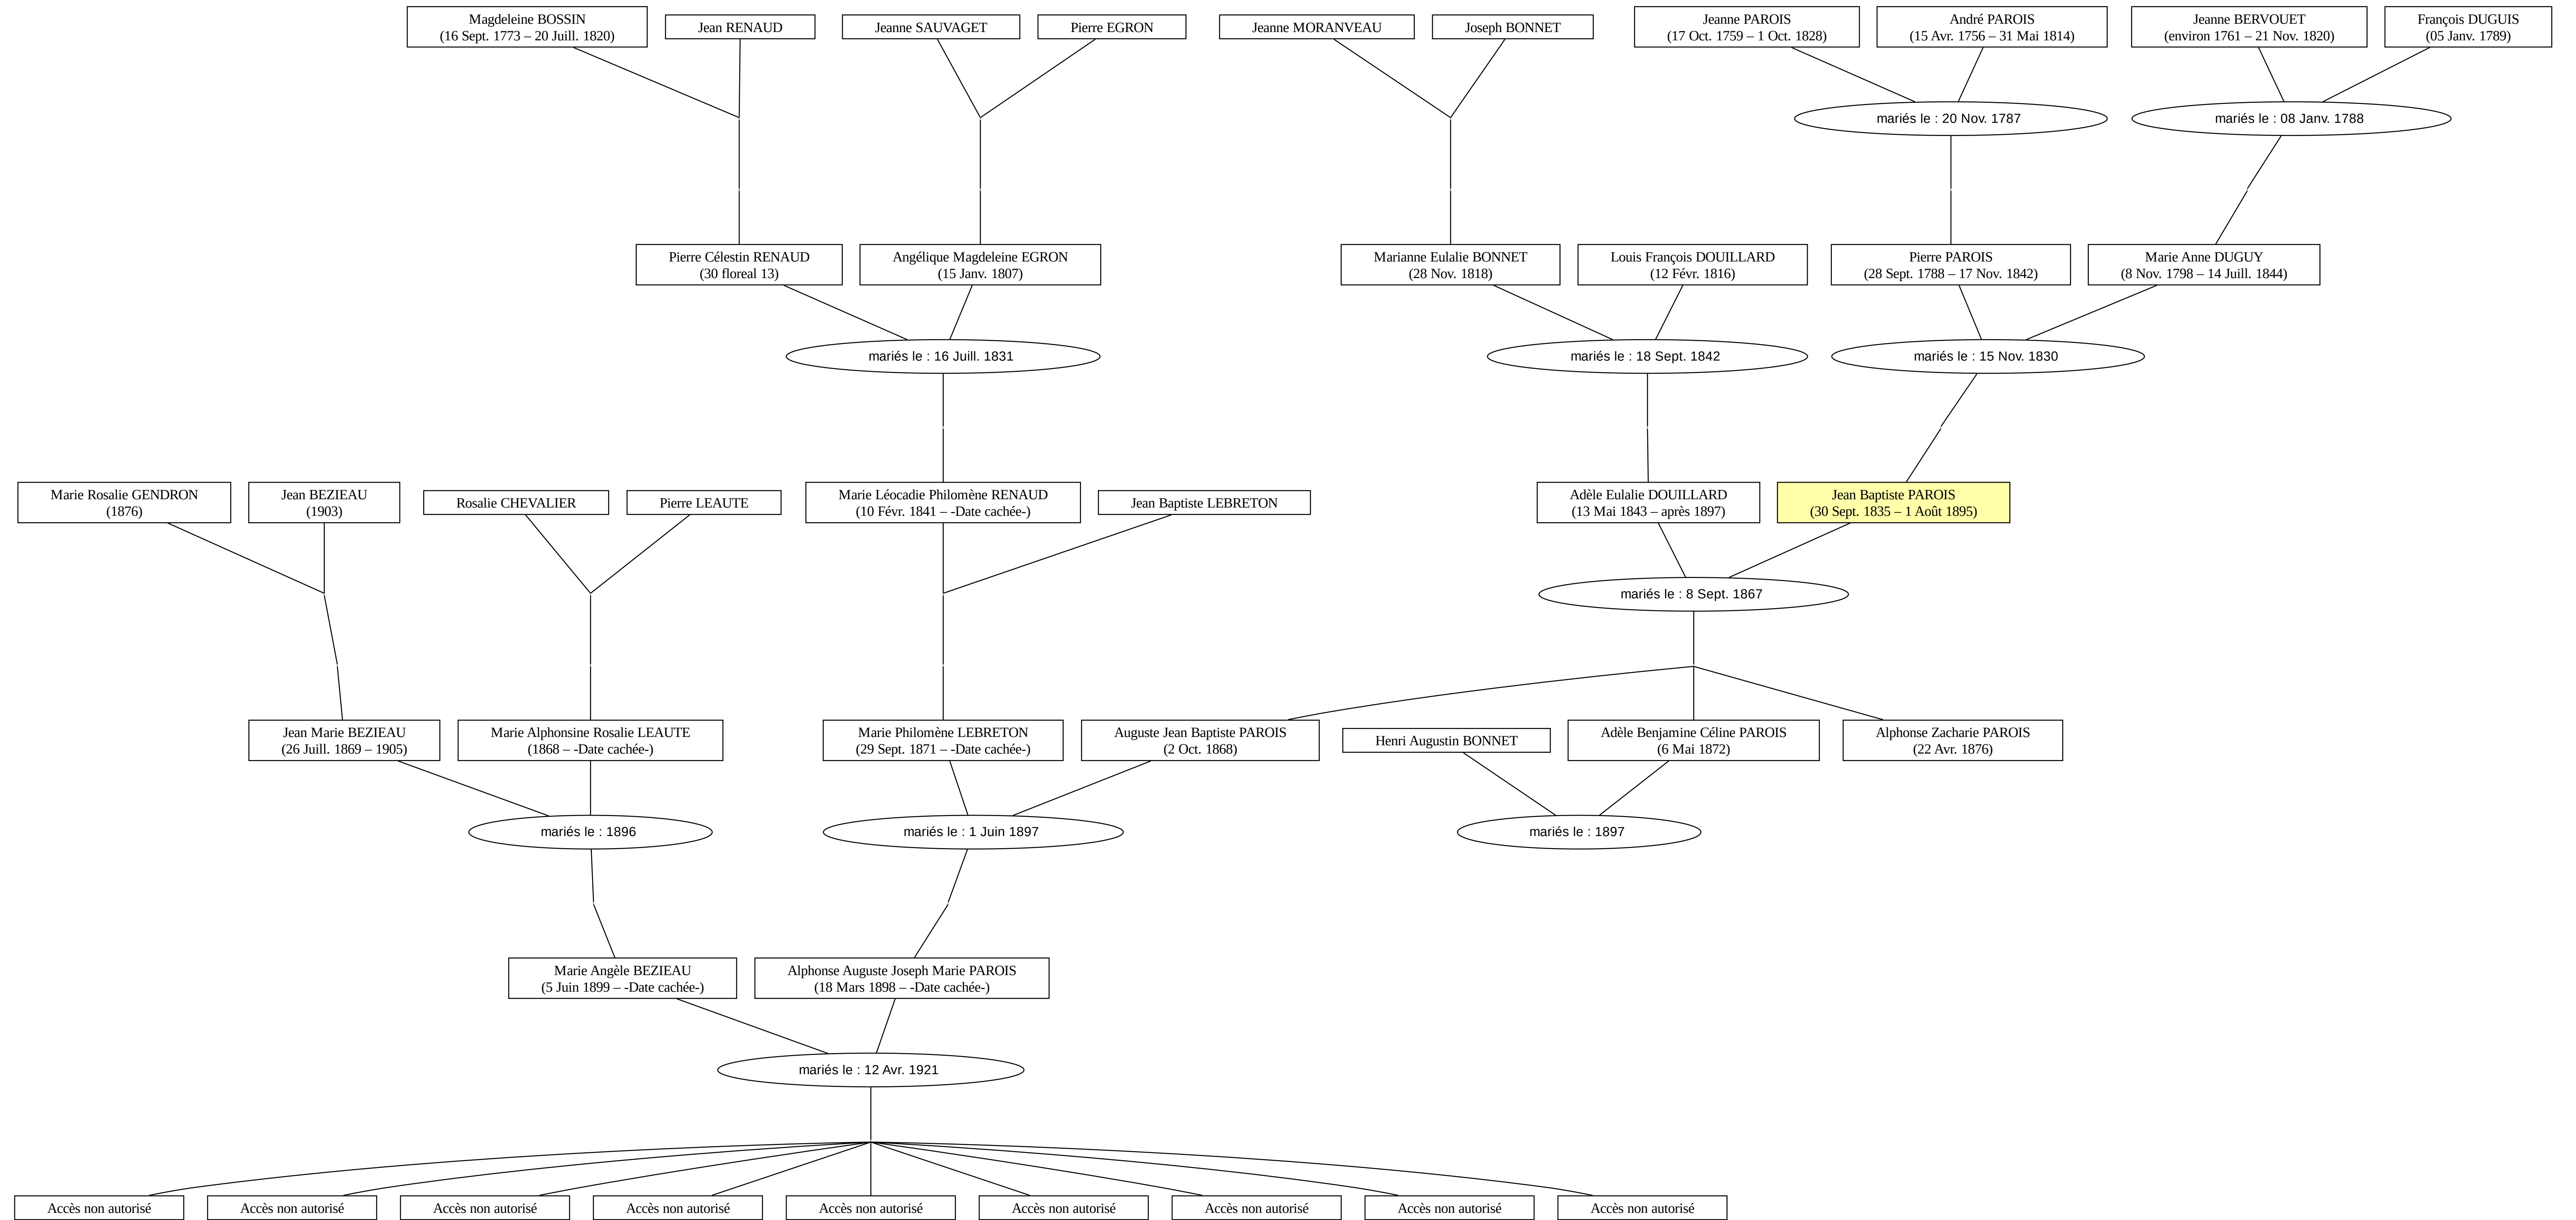 Magdeleine BOSSIN
(16 Sept. 1773 – 20 Juill. 1820)
Jean RENAUD
Jeanne SAUVAGET
Pierre EGRON
Jeanne MORANVEAU
Joseph BONNET
Jeanne PAROIS
(17 Oct. 1759 – 1 Oct. 1828)
André PAROIS
(15 Avr. 1756 – 31 Mai 1814)
Jeanne BERVOUET
(environ 1761 – 21 Nov. 1820)
François DUGUIS
(05 Janv. 1789)
mariés le : 20 Nov. 1787
mariés le : 08 Janv. 1788
Pierre Célestin RENAUD
(30 floreal 13)
Angélique Magdeleine EGRON
(15 Janv. 1807)
Marianne Eulalie BONNET
(28 Nov. 1818)
Louis François DOUILLARD
(12 Févr. 1816)
Pierre PAROIS
(28 Sept. 1788 – 17 Nov. 1842)
Marie Anne DUGUY
(8 Nov. 1798 – 14 Juill. 1844)
mariés le : 16 Juill. 1831
mariés le : 18 Sept. 1842
mariés le : 15 Nov. 1830
Marie Rosalie GENDRON
(1876)
Jean BEZIEAU
(1903)
Rosalie CHEVALIER
Pierre LEAUTE
Marie Léocadie Philomène RENAUD
(10 Févr. 1841 – -Date cachée-)
Jean Baptiste LEBRETON
Adèle Eulalie DOUILLARD
(13 Mai 1843 – après 1897)
Jean Baptiste PAROIS
(30 Sept. 1835 – 1 Août 1895)
mariés le : 8 Sept. 1867
Jean Marie BEZIEAU
(26 Juill. 1869 – 1905)
Marie Alphonsine Rosalie LEAUTE
(1868 – -Date cachée-)
Marie Philomène LEBRETON
(29 Sept. 1871 – -Date cachée-)
Auguste Jean Baptiste PAROIS
(2 Oct. 1868)
Henri Augustin BONNET
Adèle Benjamine Céline PAROIS
(6 Mai 1872)
Alphonse Zacharie PAROIS
(22 Avr. 1876)
mariés le : 1896
mariés le : 1 Juin 1897
mariés le : 1897
Marie Angèle BEZIEAU
(5 Juin 1899 – -Date cachée-)
Alphonse Auguste Joseph Marie PAROIS
(18 Mars 1898 – -Date cachée-)
mariés le : 12 Avr. 1921
Accès non autorisé
Accès non autorisé
Accès non autorisé
Accès non autorisé
Accès non autorisé
Accès non autorisé
Accès non autorisé
Accès non autorisé
Accès non autorisé